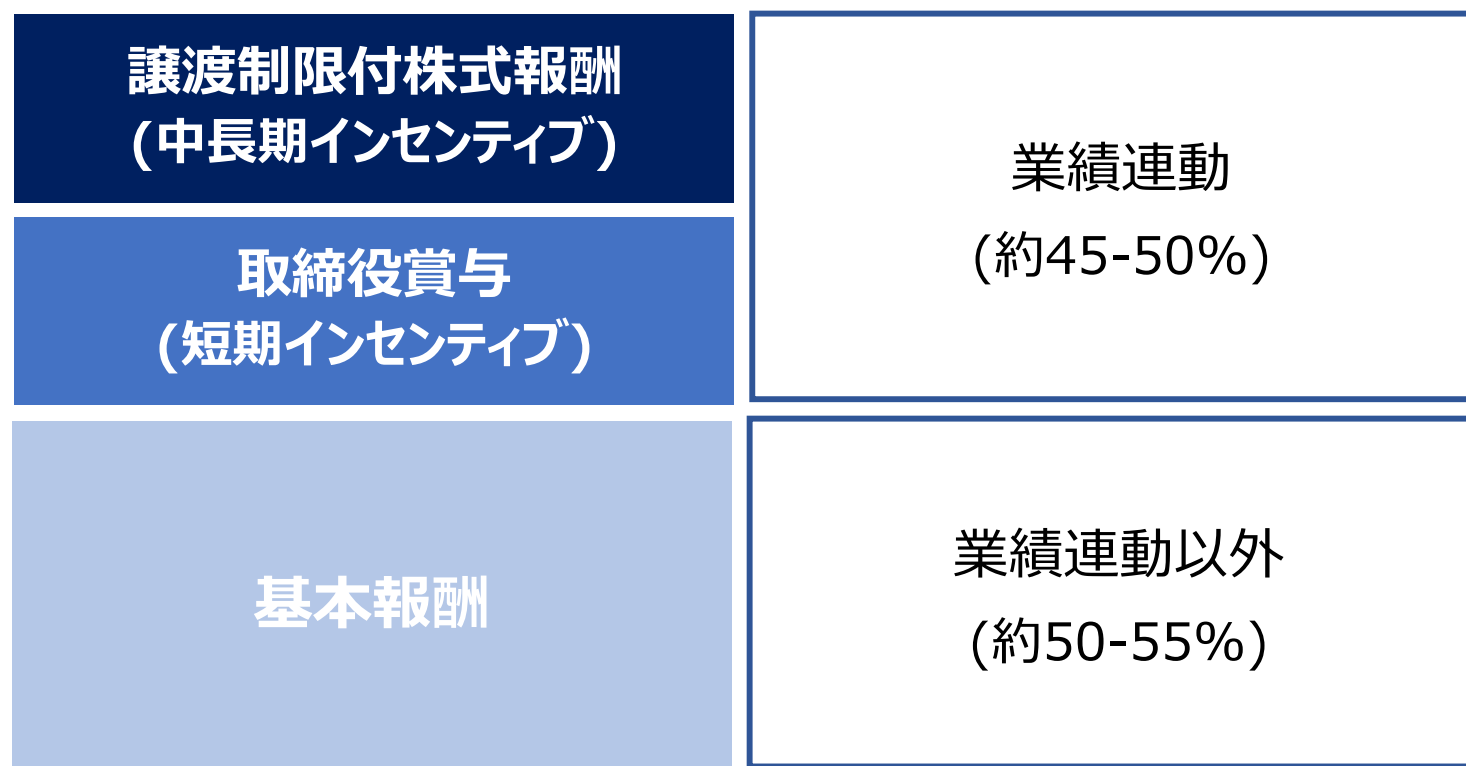 譲渡制限付株式報酬
(中長期インセンティブ)
業績連動
(約45-50%)
取締役賞与
(短期インセンティブ)
基本報酬
業績連動以外
(約50-55%)